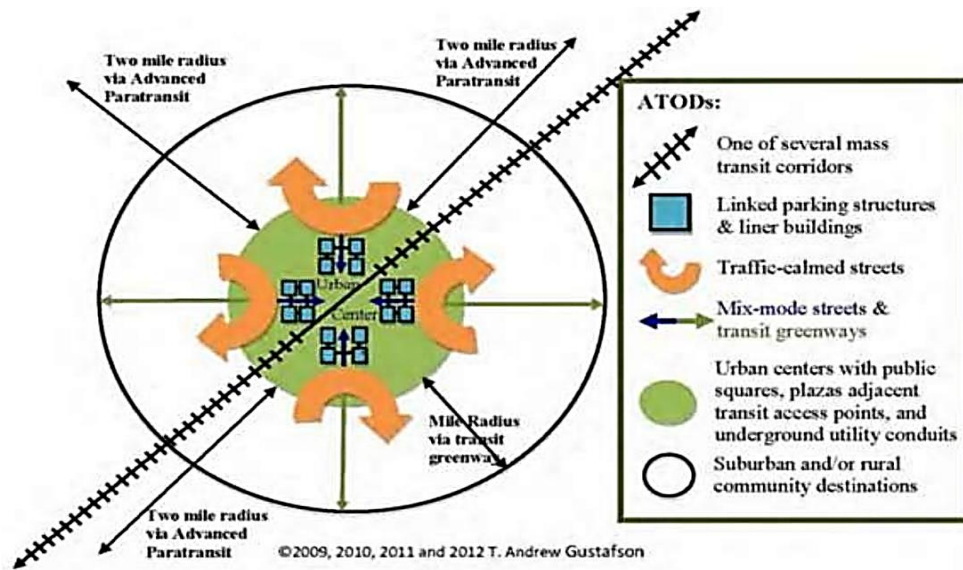 Two mile radius
via Advanced
Paratransit
Two mile radius
via Advanced
Paratransit
Urban
Center
Mile Radius
via transit
greenway
Two mile radius
via Advanced
Paratransit
©2009, 2010, 2011 and 2012 T. Andrew Gustafson
ATODs:
One of several mass
transit corridors
Linked parking structures
& liner buildings
Traffic-calmed streets
Mix-mode streets &
transit greenways
Urban centers with public
squares, plazas adjacent
transit access points, and
underground utility conduits
Suburban and/or rural
community destinations